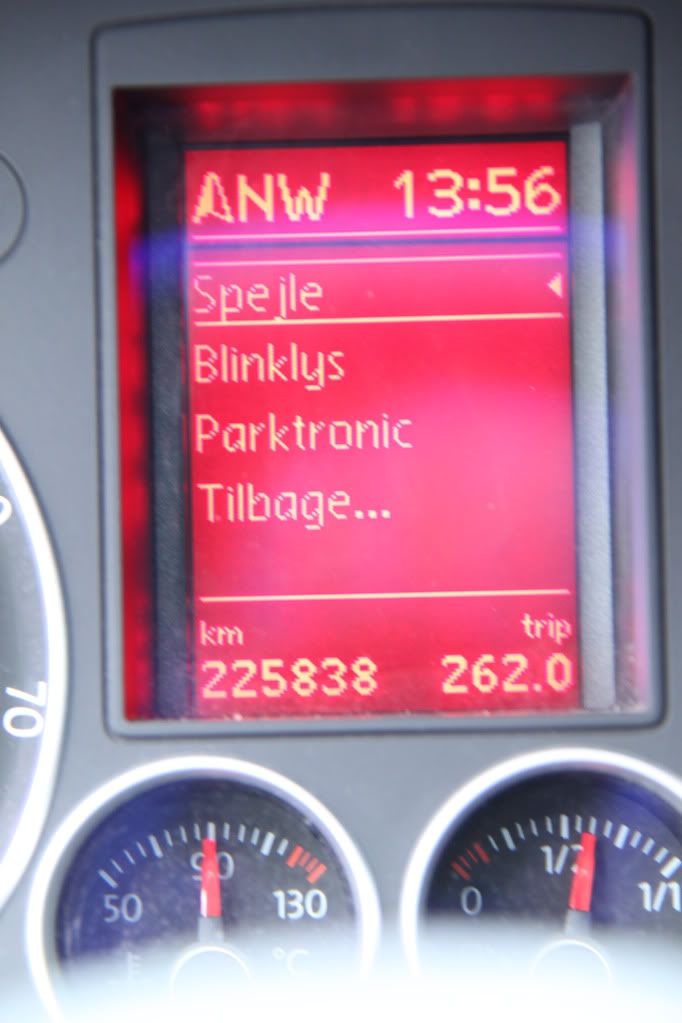 ANW 13:56
Spejle
Blinklys
Parktronic
Tilbage...
km trip
225838 262.0
70
50 90 130
°C
0 1/2 1/1